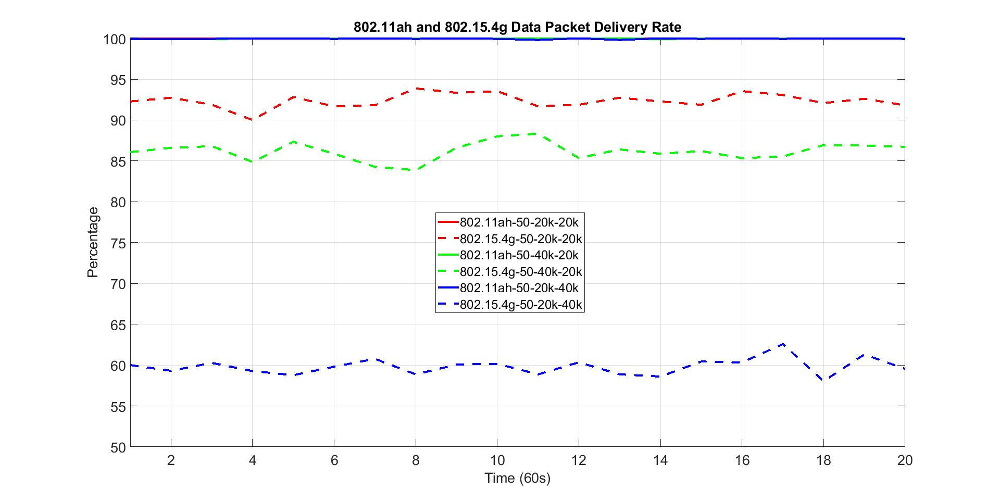 802.11ah and 802.15.4g Data Packet Delivery Rate
100
95
90
85
80
75
70
65
60
55
50
Percentage
802.11ah-50-20k-20k
802.15.4g-50-20k-20k
802.11ah-50-40k-20k
802.15.4g-50-40k-20k
802.11ah-50-20k-40k
802.15.4g-50-20k-40k
2 4 6 8 10 12 14 16 18 20
Time (60s)